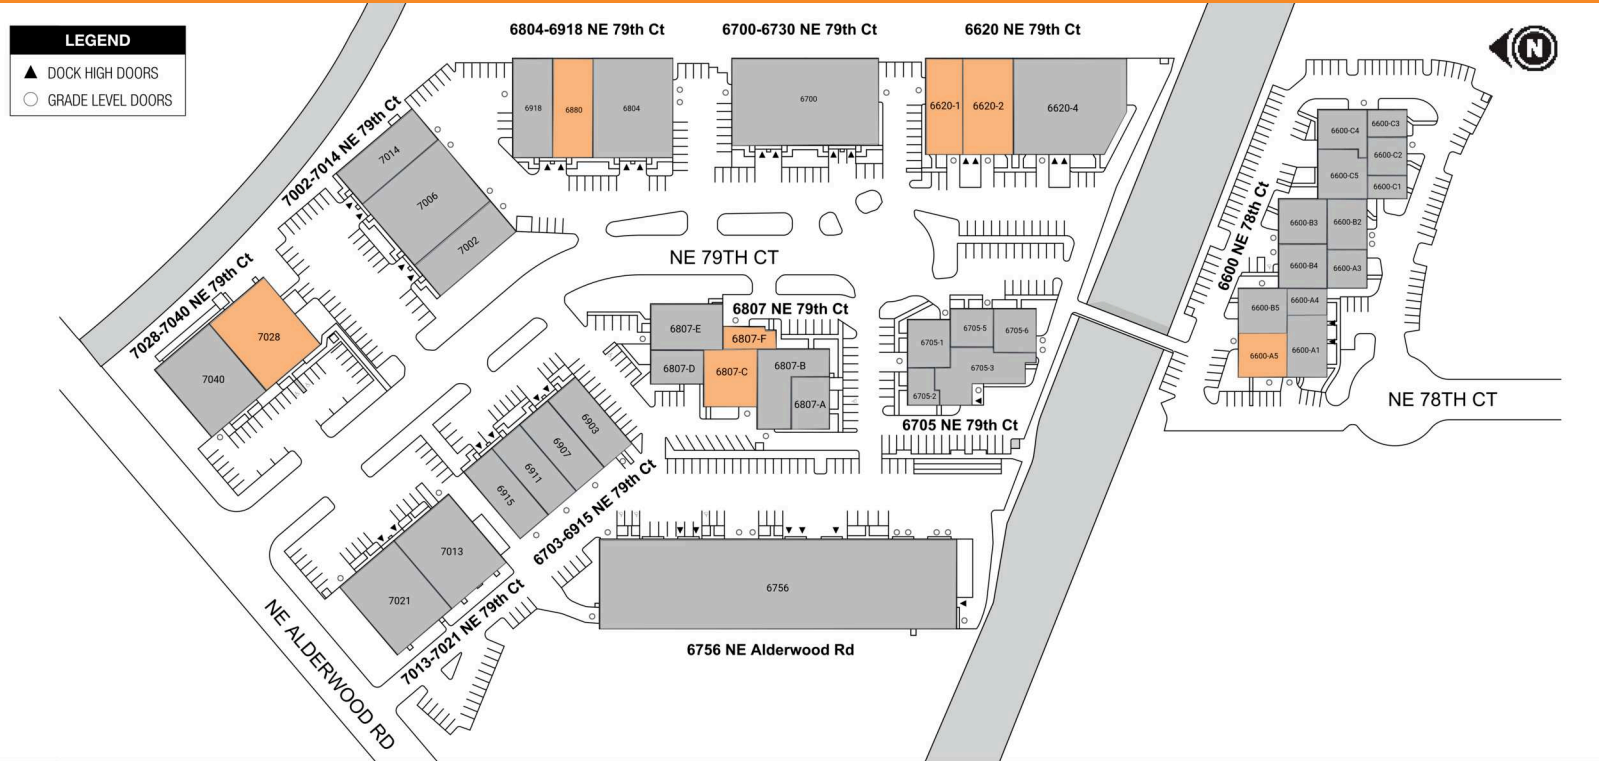 LEGEND
DOCK HIGH DOORS
GRADE LEVEL DOORS
6804-6918 NE 79th Ct
6700-6730 NE 79th Ct
6620 NE 79th Ct
N
6918
6880
6804
6700
6620-1
6620-2
6620-4
7002-7014 NE 79th Ct
7014
7006
7002
6600-C4
6600-C3
6600-C2
6600-C5
6600-C1
6600 NE 78th Ct
6600-B3
6600-B2
6600-B4
6600-A3
6600-B5
6600-A4
6600-A5
6600-A1
NE 79TH CT
7028-7040 NE 79th Ct
7028
7040
6807 NE 79th Ct
6807-E
6807-F
6807-D
6807-C
6807-B
6807-A
6705-5
6705-6
6705-1
6705-3
6705-2
6705 NE 79th Ct
NE 78TH CT
6903
6907
6911
6915
6703-6915 NE 79th Ct
7013
7021
7013-7021 NE 79th Ct
6756
6756 NE Alderwood Rd
NE ALDERWOOD RD